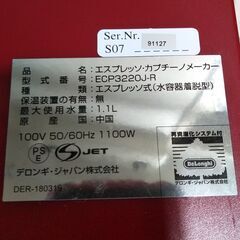 Ser.Nr.
S07 91127
品名：エスプレッソ・カプチーノメーカー
型式番号：ECP3220J-R
種類：エスプレッソ式(水容器着脱型)
保温装置の有無：無
最大使用水量：1.1L
原産国：中国
100V 50/60Hz 1100W
PS
E
S JET
デロンギ・ジャパン株式会社
DER-180319
再資源化システム付
DeLonghi
デロンギ・ジャパン株式会社